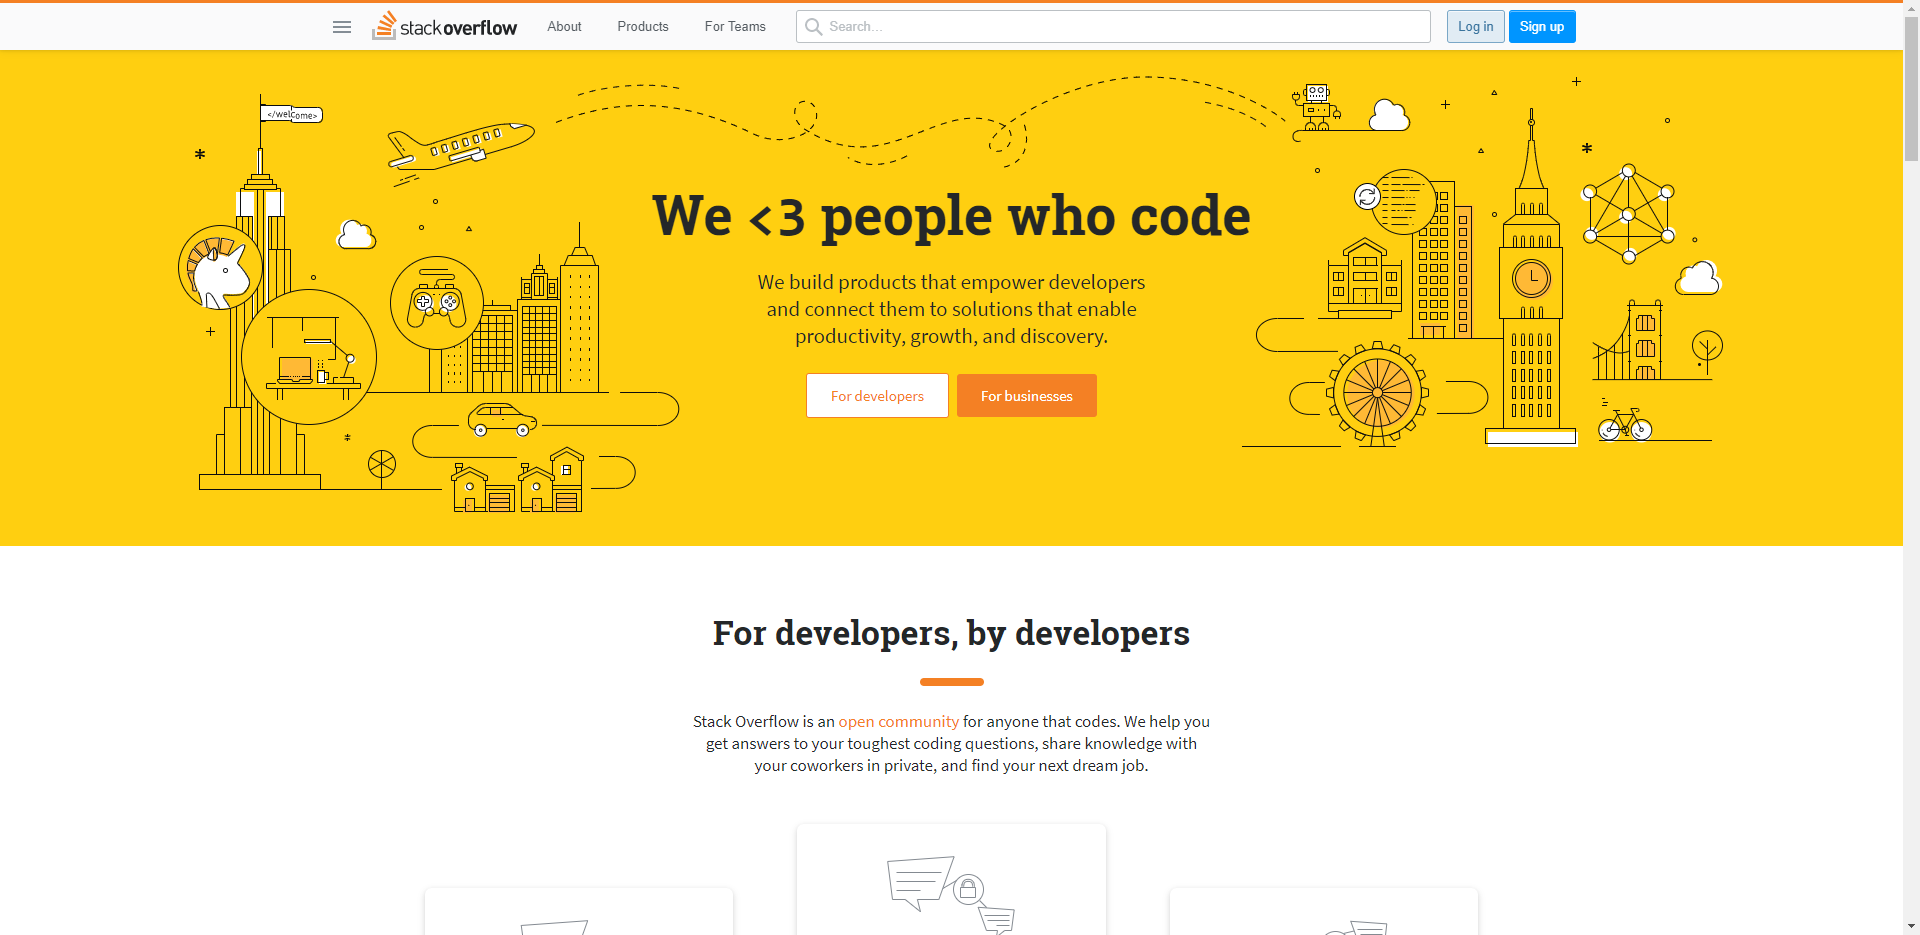 stack overflow
About
Products
For Teams
Search...
Log in
Sign up
</welcome>
We <3 people who code
We build products that empower developers
and connect them to solutions that enable
productivity, growth, and discovery.
For developers
For businesses
For developers, by developers
Stack Overflow is an open community for anyone that codes. We help you
get answers to your toughest coding questions, share knowledge with
your coworkers in private, and find your next dream job.